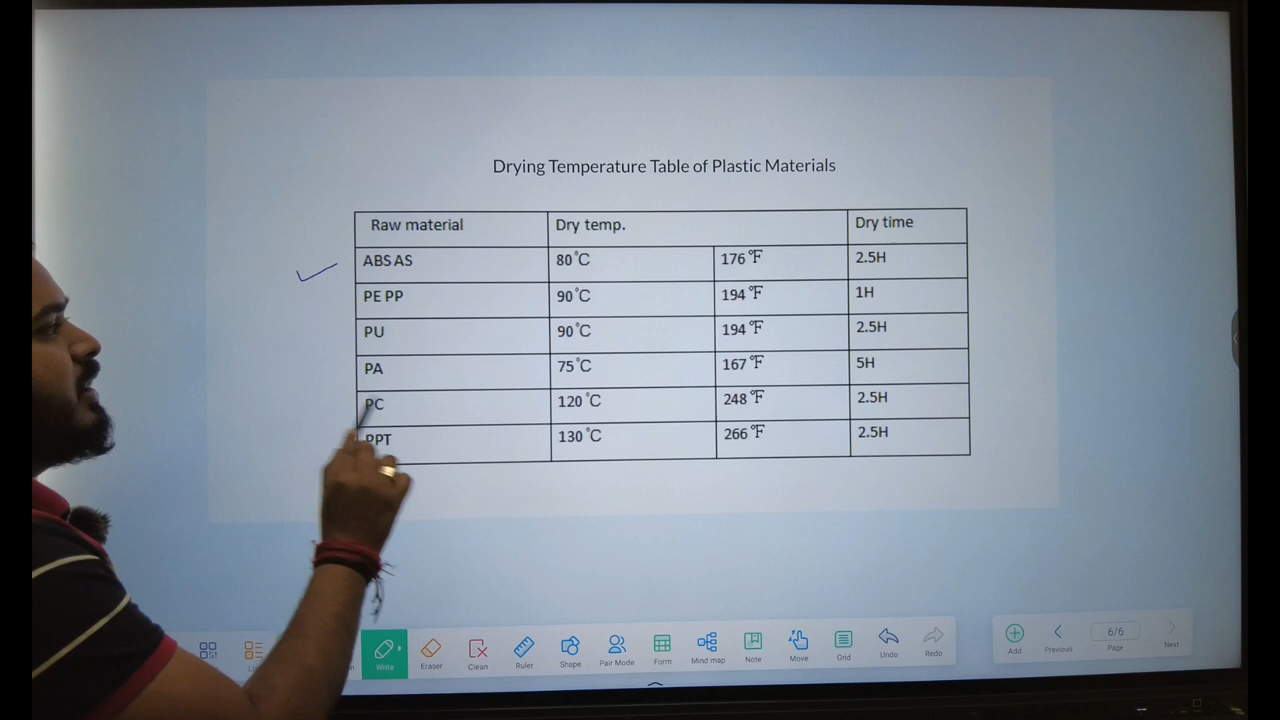 Drying Temperature Table of Plastic Materials
Raw material Dry temp. Dry time
ABS AS 80°C 176°F 2.5H
PE PP 90°C 194°F 1H
PU 90°C 194°F 2.5H
PA 75°C 167°F 5H
PC 120°C 248°F 2.5H
PPT 130°C 266°F 2.5H
Write Eraser Clean Ruler Shape Pair Mode Form Mind map Note Move Grid Undo Redo Add Previous 6/6 Page Next